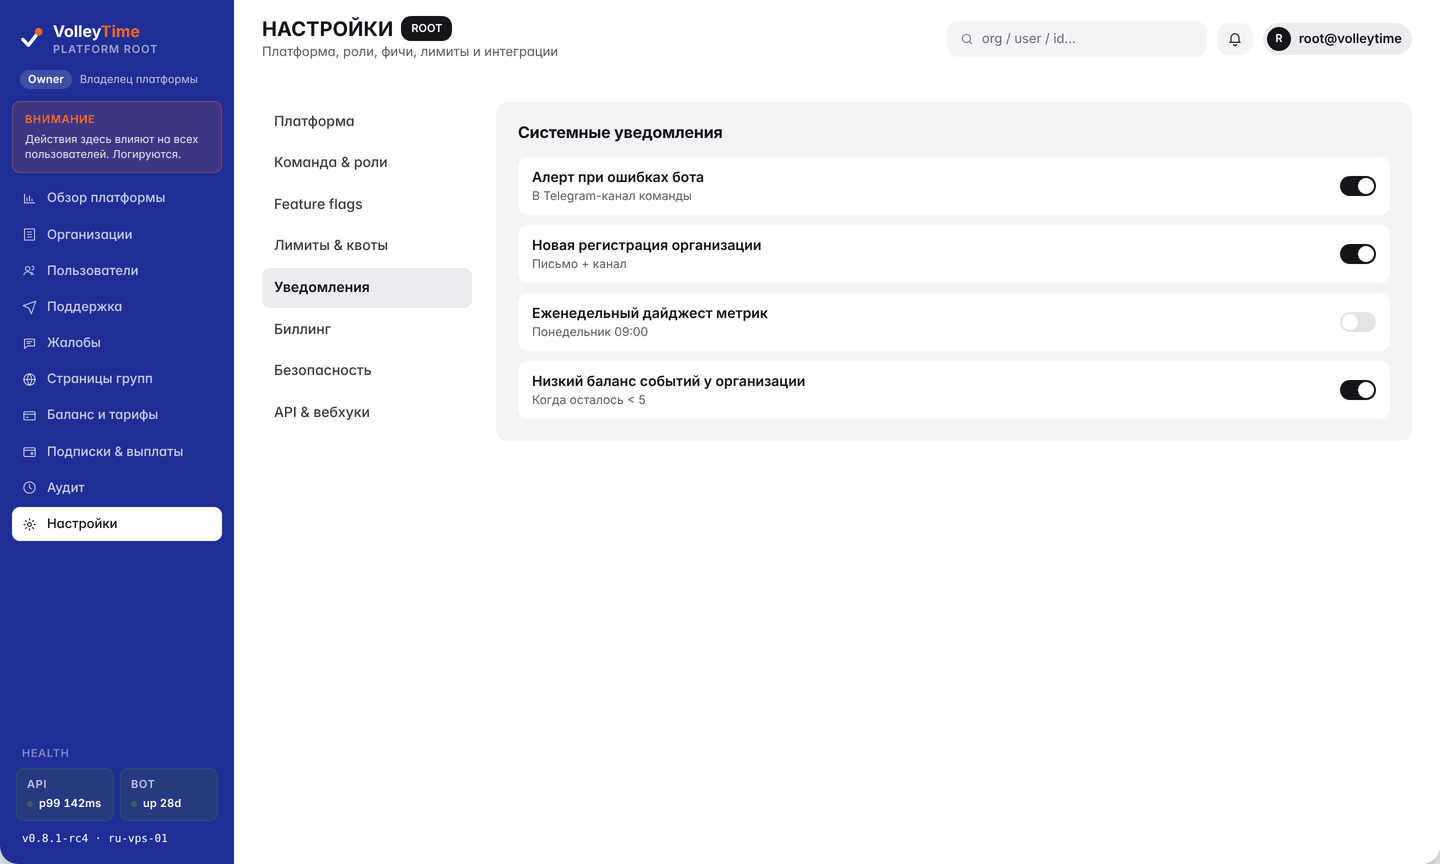 VolleyTime
PLATFORM ROOT
Owner Владелец платформы
ВНИМАНИЕ
Действия здесь влияют на всех
пользователей. Логируются.
Обзор платформы
Организации
Пользователи
Поддержка
Жалобы
Страницы групп
Баланс и тарифы
Подписки & выплаты
Аудит
Настройки
HEALTH
API
p99 142ms
BOT
up 28d
v0.8.1-rc4 · ru-vps-01
НАСТРОЙКИ ROOT
Платформа, роли, фичи, лимиты и интеграции
org / user / id...
R root@volleytime
Платформа
Команда & роли
Feature flags
Лимиты & квоты
Уведомления
Биллинг
Безопасность
API & вебхуки
Системные уведомления
Алерт при ошибках бота
В Telegram-канал команды
Новая регистрация организации
Письмо + канал
Еженедельный дайджест метрик
Понедельник 09:00
Низкий баланс событий у организации
Когда осталось < 5